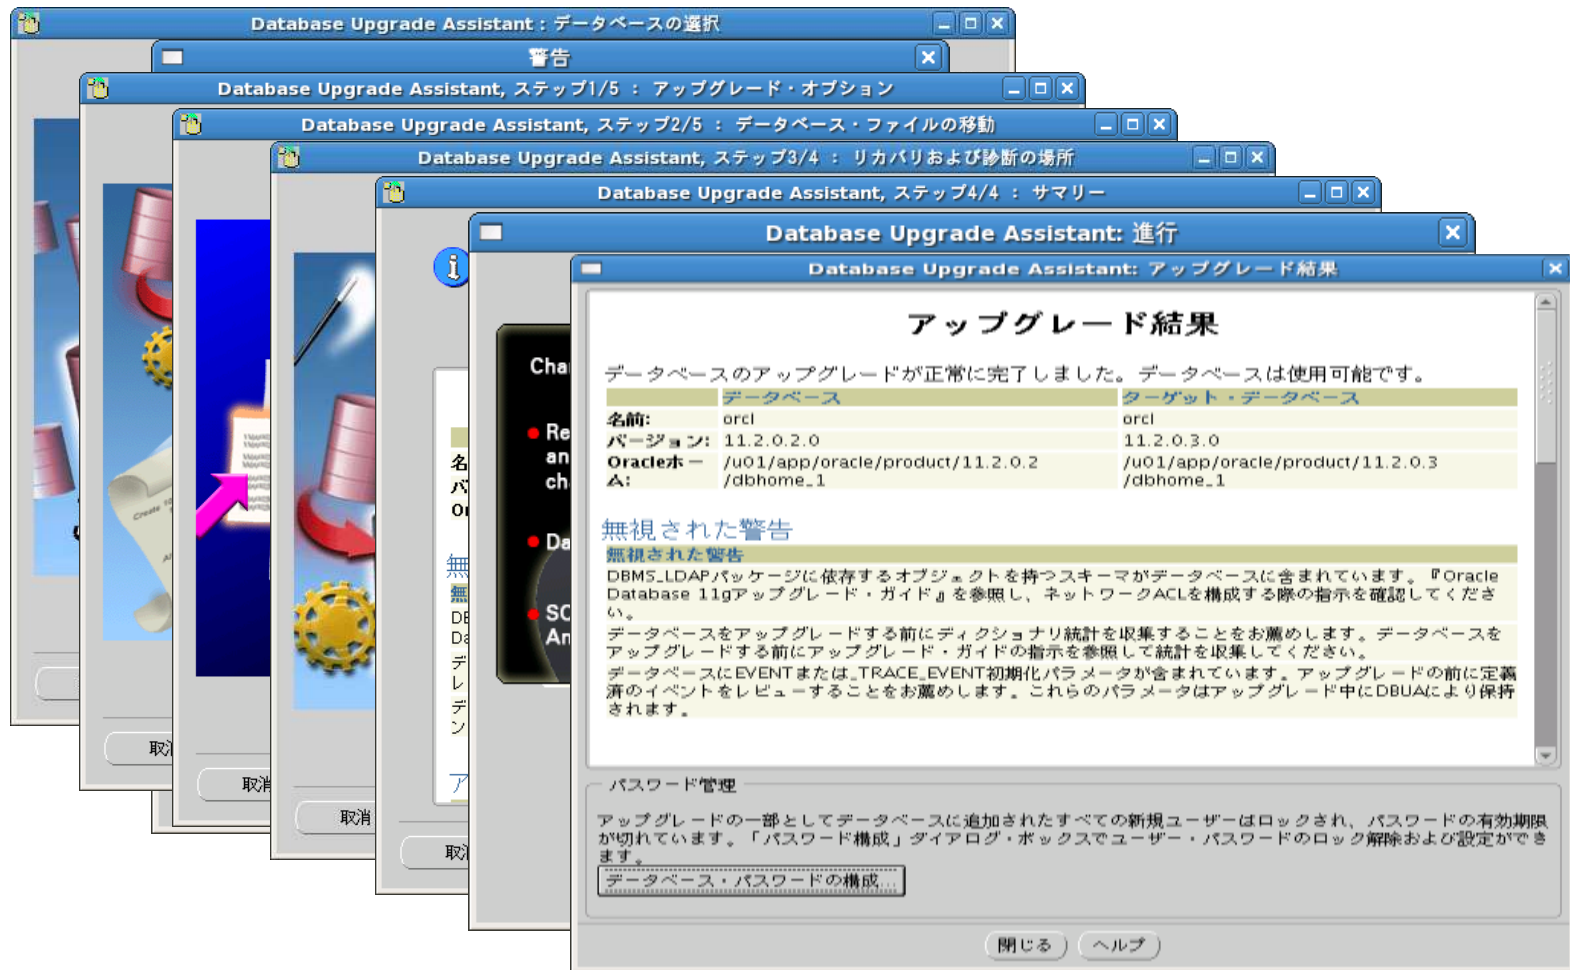 Database Upgrade Assistant : データベースの選択
警告
Database Upgrade Assistant, ステップ1/5 : アップグレード・オプション
Database Upgrade Assistant, ステップ2/5 : データベース・ファイルの移動
Database Upgrade Assistant, ステップ3/4 : リカバリおよび診断の場所
Database Upgrade Assistant, ステップ4/4 : サマリー
Database Upgrade Assistant: 進行
Database Upgrade Assistant: アップグレード結果
アップグレード結果
データベースのアップグレードが正常に完了しました。データベースは使用可能です。
データベース ターゲット・データベース
名前: orcl orcl
バージョン: 11.2.0.2.0 11.2.0.3.0
Oracleホー /u01/app/oracle/product/11.2.0.2 /u01/app/oracle/product/11.2.0.3
ム: /dbhome_1 /dbhome_1
無視された警告
無視された警告
DBMS_LDAPパッケージに依存するオブジェクトを持つスキーマがデータベースに含まれています。『Oracle
Database 11gアップグレード・ガイド』を参照し、ネットワークACLを構成する際の指示を確認してくださ
い。
データベースをアップグレードする前にディクショナリ統計を収集することをお薦めします。データベースを
アップグレードする前にアップグレード・ガイドの指示を参照して統計を収集してください。
データベースにEVENTまたは_TRACE_EVENT初期化パラメータが含まれています。アップグレードの前に定義
済のイベントをレビューすることをお薦めします。これらのパラメータはアップグレード中にDBUAにより保持
されます。
パスワード管理
アップグレードの一部としてデータベースに追加されたすべての新規ユーザーはロックされ、パスワードの有効期限
が切れています。「パスワード構成」ダイアログ・ボックスでユーザー・パスワードのロック解除および設定ができ
ます。
データベース・パスワードの構成...
閉じる ヘルプ
Cha
Re
an
ch
Da
SC
An
名
バ
Or
無
無
DB
Da
デ
レ
デ
ン
ア
Create
取消
取消
取消
取消